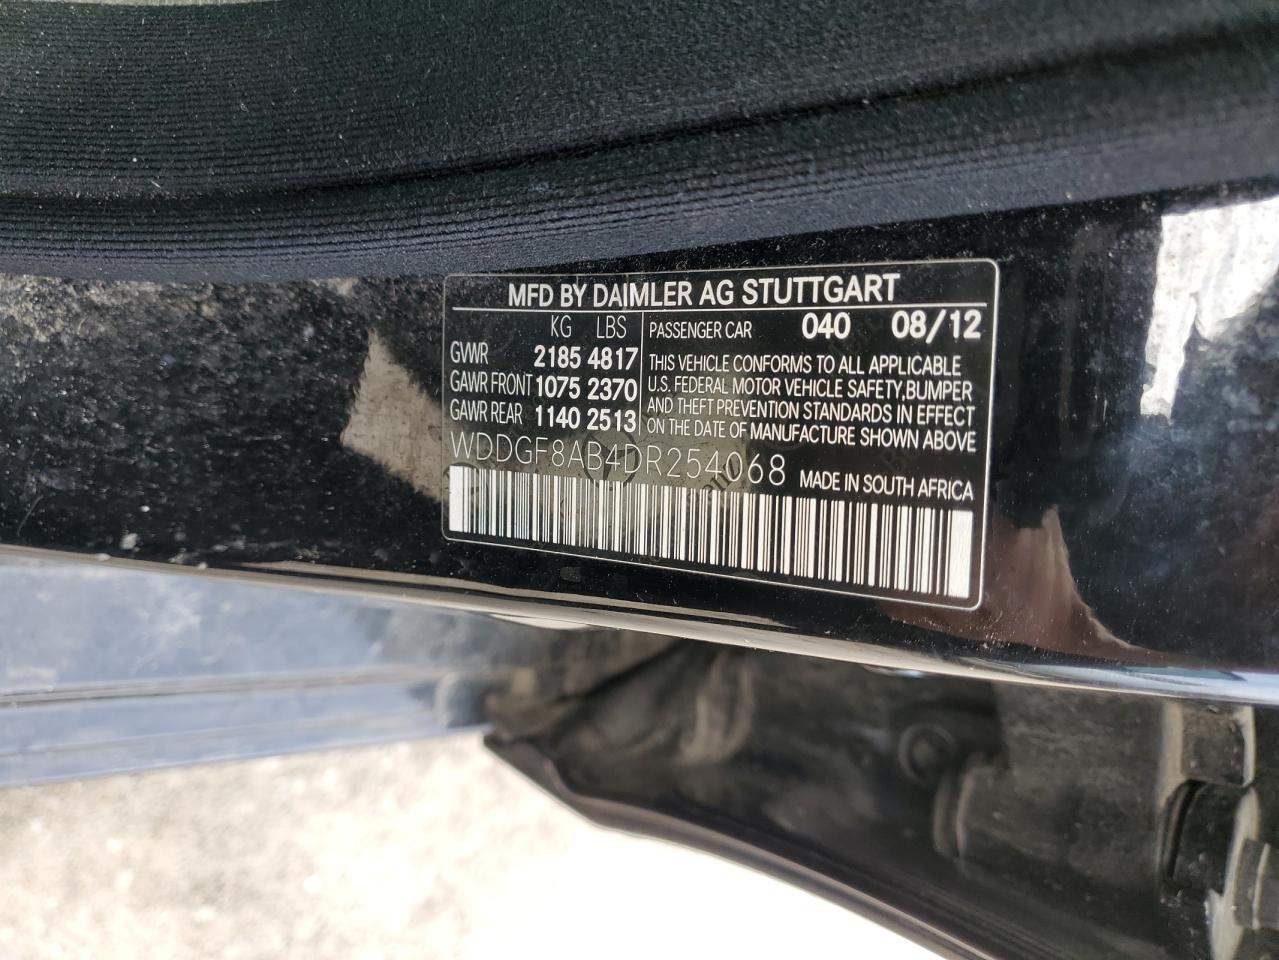 MFD BY DAIMLER AG STUTTGART
KG LBS
GVWR 2185 4817
GAWR FRONT 1075 2370
GAWR REAR 1140 2513
PASSENGER CAR 040 08/12
THIS VEHICLE CONFORMS TO ALL APPLICABLE
U.S. FEDERAL MOTOR VEHICLE SAFETY, BUMPER
AND THEFT PREVENTION STANDARDS IN EFFECT
ON THE DATE OF MANUFACTURE SHOWN ABOVE
WDDGF8AB4DR254068
MADE IN SOUTH AFRICA